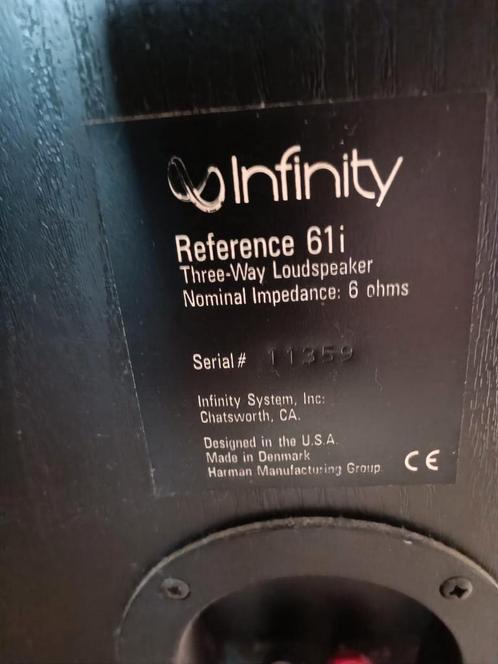 Infinity
Reference 61i
Three-Way Loudspeaker
Nominal Impedance: 6 ohms
Serial# 11359
Infinity System, Inc:
Chatsworth, CA.
Designed in the U.S.A.
Made in Denmark
Harman Manufacturing Group. CE